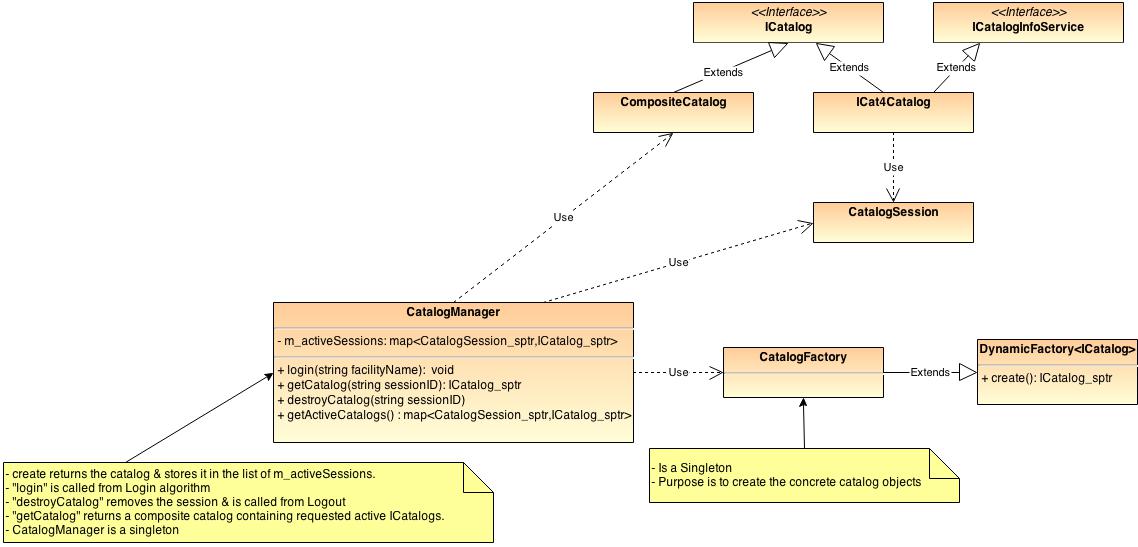 <<Interface>>
ICatalog
<<Interface>>
ICatalogInfoService
Extends
Extends
Extends
CompositeCatalog
ICat4Catalog
Use
CatalogSession
Use
Use
CatalogManager
- m_activeSessions: map<CatalogSession_sptr,ICatalog_sptr>
+ login(string facilityName): void
+ getCatalog(string sessionID): ICatalog_sptr
+ destroyCatalog(string sessionID)
+ getActiveCatalogs() : map<CatalogSession_sptr,ICatalog_sptr>
Use
CatalogFactory
Extends
DynamicFactory<ICatalog>
+ create(): ICatalog_sptr
- create returns the catalog & stores it in the list of m_activeSessions.
- "login" is called from Login algorithm
- "destroyCatalog" removes the session & is called from Logout
- "getCatalog" returns a composite catalog containing requested active ICatalogs.
- CatalogManager is a singleton
- Is a Singleton
- Purpose is to create the concrete catalog objects